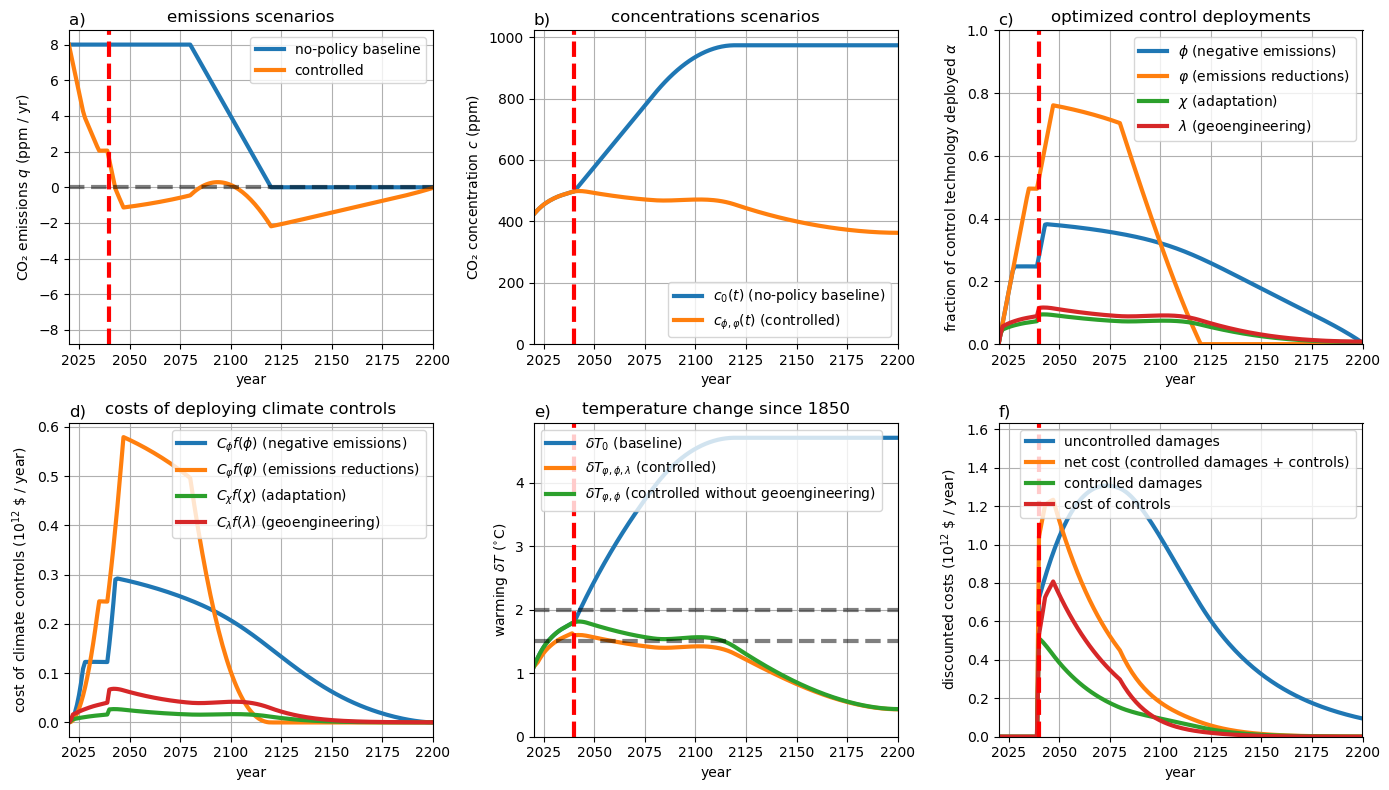 a) emissions scenarios
no-policy baseline
controlled
8
6
4
2
0
−2
−4
−6
−8
CO₂ emissions q (ppm / yr)
2025 2050 2075 2100 2125 2150 2175 2200
year
b) concentrations scenarios
1000
800
600
400
200
0
CO₂ concentration c (ppm)
c₀(t) (no-policy baseline)
c_{ϕ,φ}(t) (controlled)
2025 2050 2075 2100 2125 2150 2175 2200
year
c) optimized control deployments
1.0
0.8
0.6
0.4
0.2
0.0
fraction of control technology deployed α
ϕ (negative emissions)
φ (emissions reductions)
χ (adaptation)
λ (geoengineering)
2025 2050 2075 2100 2125 2150 2175 2200
year
d) costs of deploying climate controls
0.6
0.5
0.4
0.3
0.2
0.1
0.0
cost of climate controls (10¹² $ / year)
C_ϕ f(ϕ) (negative emissions)
C_φ f(φ) (emissions reductions)
C_χ f(χ) (adaptation)
C_λ f(λ) (geoengineering)
2025 2050 2075 2100 2125 2150 2175 2200
year
e) temperature change since 1850
4
3
2
1
0
warming δT (˚C)
δT₀ (baseline)
δT_{φ,ϕ,λ} (controlled)
δT_{φ,ϕ} (controlled without geoengineering)
2025 2050 2075 2100 2125 2150 2175 2200
year
f)
1.6
1.4
1.2
1.0
0.8
0.6
0.4
0.2
0.0
discounted costs (10¹² $ / year)
uncontrolled damages
net cost (controlled damages + controls)
controlled damages
cost of controls
2025 2050 2075 2100 2125 2150 2175 2200
year